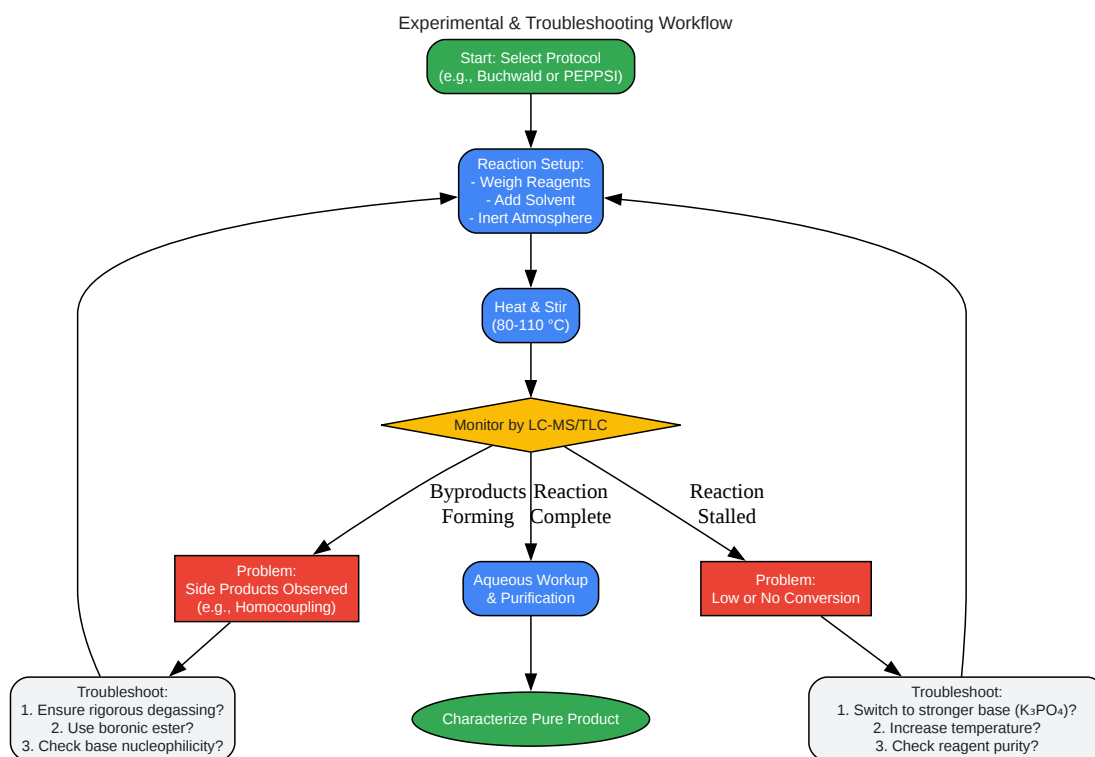 Experimental & Troubleshooting Workflow
Start: Select Protocol
(e.g., Buchwald or PEPPSI)
Reaction Setup:
- Weigh Reagents
- Add Solvent
- Inert Atmosphere
Heat & Stir
(80-110 °C)
Monitor by LC-MS/TLC
Byproducts
Forming
Reaction
Complete
Reaction
Stalled
Problem:
Side Products Observed
(e.g., Homocoupling)
Aqueous Workup
& Purification
Problem:
Low or No Conversion
Troubleshoot:
1. Ensure rigorous degassing?
2. Use boronic ester?
3. Check base nucleophilicity?
Characterize Pure Product
Troubleshoot:
1. Switch to stronger base (K₃PO₄)?
2. Increase temperature?
3. Check reagent purity?